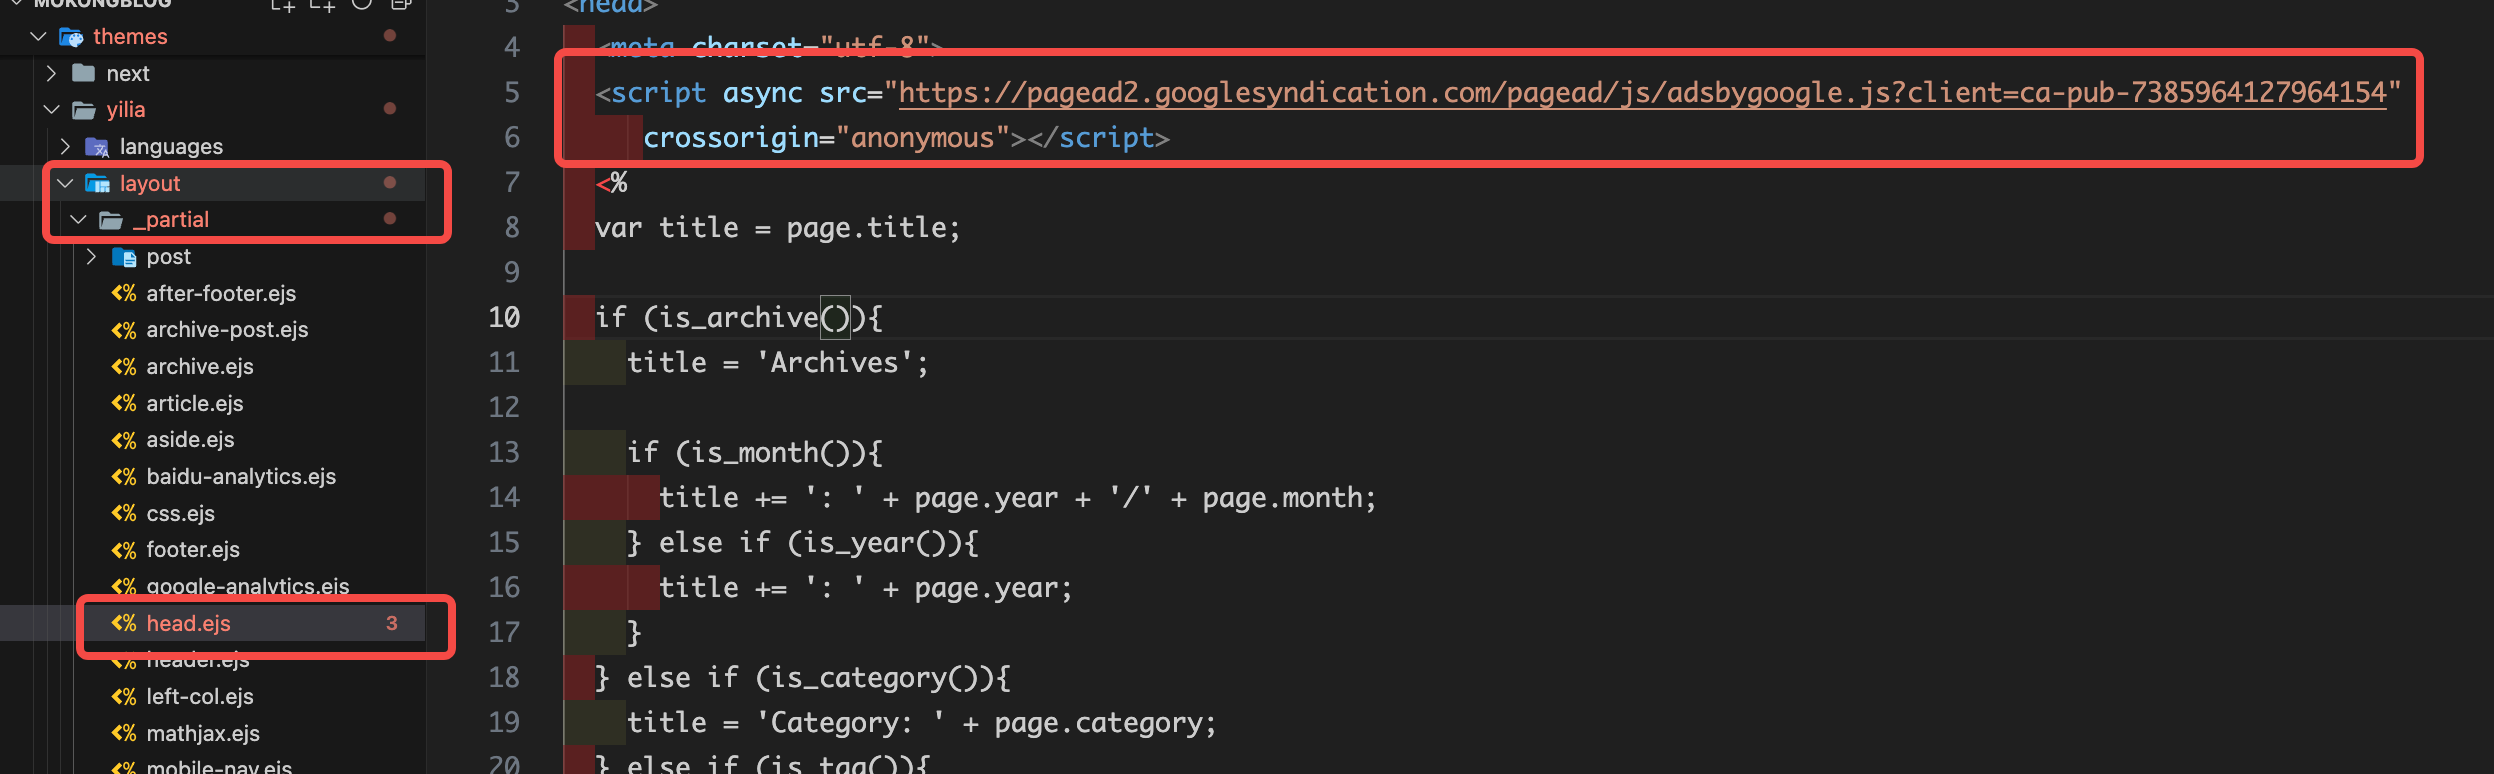 MOKONGBLOG
themes
next
yilia
languages
layout
_partial
post
after-footer.ejs
archive-post.ejs
archive.ejs
article.ejs
aside.ejs
baidu-analytics.ejs
css.ejs
footer.ejs
google-analytics.ejs
head.ejs 3
header.ejs
left-col.ejs
mathjax.ejs
mobile-nav.ejs
3 <head>
4 <meta charset="utf-8">
5 <script async src="https://pagead2.googlesyndication.com/pagead/js/adsbygoogle.js?client=ca-pub-7385964127964154"
6 crossorigin="anonymous"></script>
7 <%
8 var title = page.title;
9
10 if (is_archive()){
11 title = 'Archives';
12
13 if (is_month()){
14 title += ': ' + page.year + '/' + page.month;
15 } else if (is_year()){
16 title += ': ' + page.year;
17 }
18 } else if (is_category()){
19 title = 'Category: ' + page.category;
20 } else if (is_tag()){